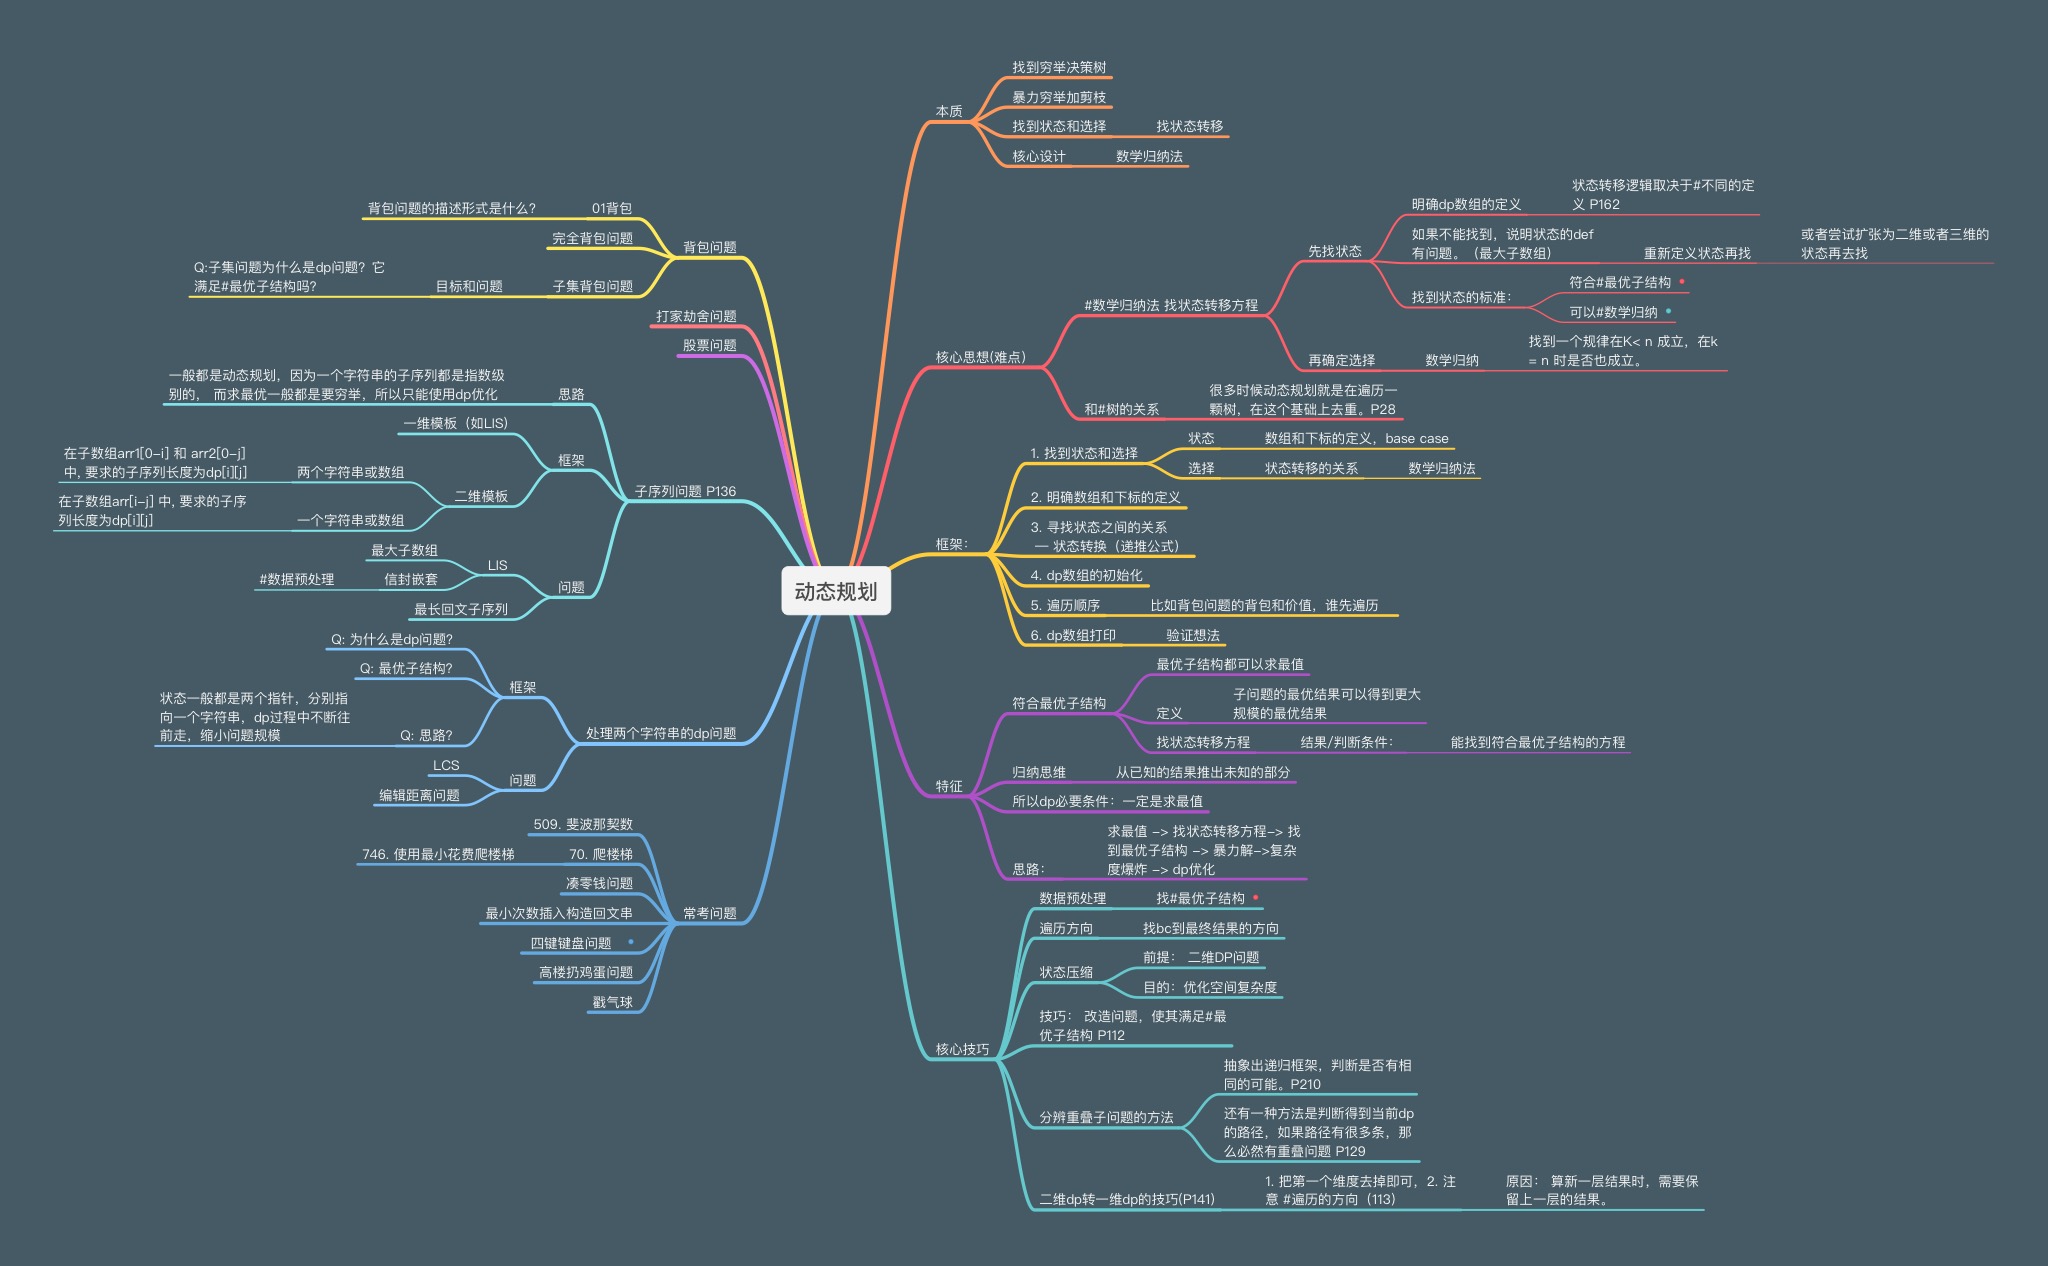 动态规划
本质
找到穷举决策树
暴力穷举加剪枝
找到状态和选择
找状态转移
核心设计
数学归纳法
核心思想(难点)
#数学归纳法 找状态转移方程
先找状态
明确dp数组的定义
状态转移逻辑取决于#不同的定
义 P162
如果不能找到，说明状态的def
有问题。（最大子数组）
重新定义状态再找
或者尝试扩张为二维或者三维的
状态再去找
找到状态的标准：
符合#最优子结构
可以#数学归纳
再确定选择
数学归纳
找到一个规律在K< n 成立，在k
= n 时是否也成立。
和#树的关系
很多时候动态规划就是在遍历一
颗树，在这个基础上去重。P28
框架：
1. 找到状态和选择
状态
数组和下标的定义，base case
选择
状态转移的关系
数学归纳法
2. 明确数组和下标的定义
3. 寻找状态之间的关系
— 状态转换（递推公式）
4. dp数组的初始化
5. 遍历顺序
比如背包问题的背包和价值，谁先遍历
6. dp数组打印
验证想法
特征
符合最优子结构
最优子结构都可以求最值
定义
子问题的最优结果可以得到更大
规模的最优结果
找状态转移方程
结果/判断条件：
能找到符合最优子结构的方程
归纳思维
从已知的结果推出未知的部分
所以dp必要条件：一定是求最值
思路：
求最值 -> 找状态转移方程-> 找
到最优子结构 -> 暴力解->复杂
度爆炸 -> dp优化
核心技巧
数据预处理
找#最优子结构
遍历方向
找bc到最终结果的方向
状态压缩
前提： 二维DP问题
目的：优化空间复杂度
技巧： 改造问题，使其满足#最
优子结构 P112
分辨重叠子问题的方法
抽象出递归框架，判断是否有相
同的可能。P210
还有一种方法是判断得到当前dp
的路径，如果路径有很多条，那
么必然有重叠问题 P129
二维dp转一维dp的技巧(P141)
1. 把第一个维度去掉即可，2. 注
意 #遍历的方向（113）
原因： 算新一层结果时，需要保
留上一层的结果。
背包问题
01背包
背包问题的描述形式是什么？
完全背包问题
子集背包问题
目标和问题
Q:子集问题为什么是dp问题？它
满足#最优子结构吗？
打家劫舍问题
股票问题
子序列问题 P136
思路
一般都是动态规划，因为一个字符串的子序列都是指数级
别的， 而求最优一般都是要穷举，所以只能使用dp优化
框架
一维模板（如LIS)
二维模板
两个字符串或数组
在子数组arr1[0-i] 和 arr2[0-j]
中, 要求的子序列长度为dp[i][j]
一个字符串或数组
在子数组arr[i-j] 中, 要求的子序
列长度为dp[i][j]
问题
LIS
最大子数组
信封嵌套
#数据预处理
最长回文子序列
处理两个字符串的dp问题
框架
Q: 为什么是dp问题？
Q: 最优子结构？
Q: 思路？
状态一般都是两个指针，分别指
向一个字符串，dp过程中不断往
前走，缩小问题规模
问题
LCS
编辑距离问题
常考问题
509. 斐波那契数
70. 爬楼梯
746. 使用最小花费爬楼梯
凑零钱问题
最小次数插入构造回文串
四键键盘问题
高楼扔鸡蛋问题
戳气球